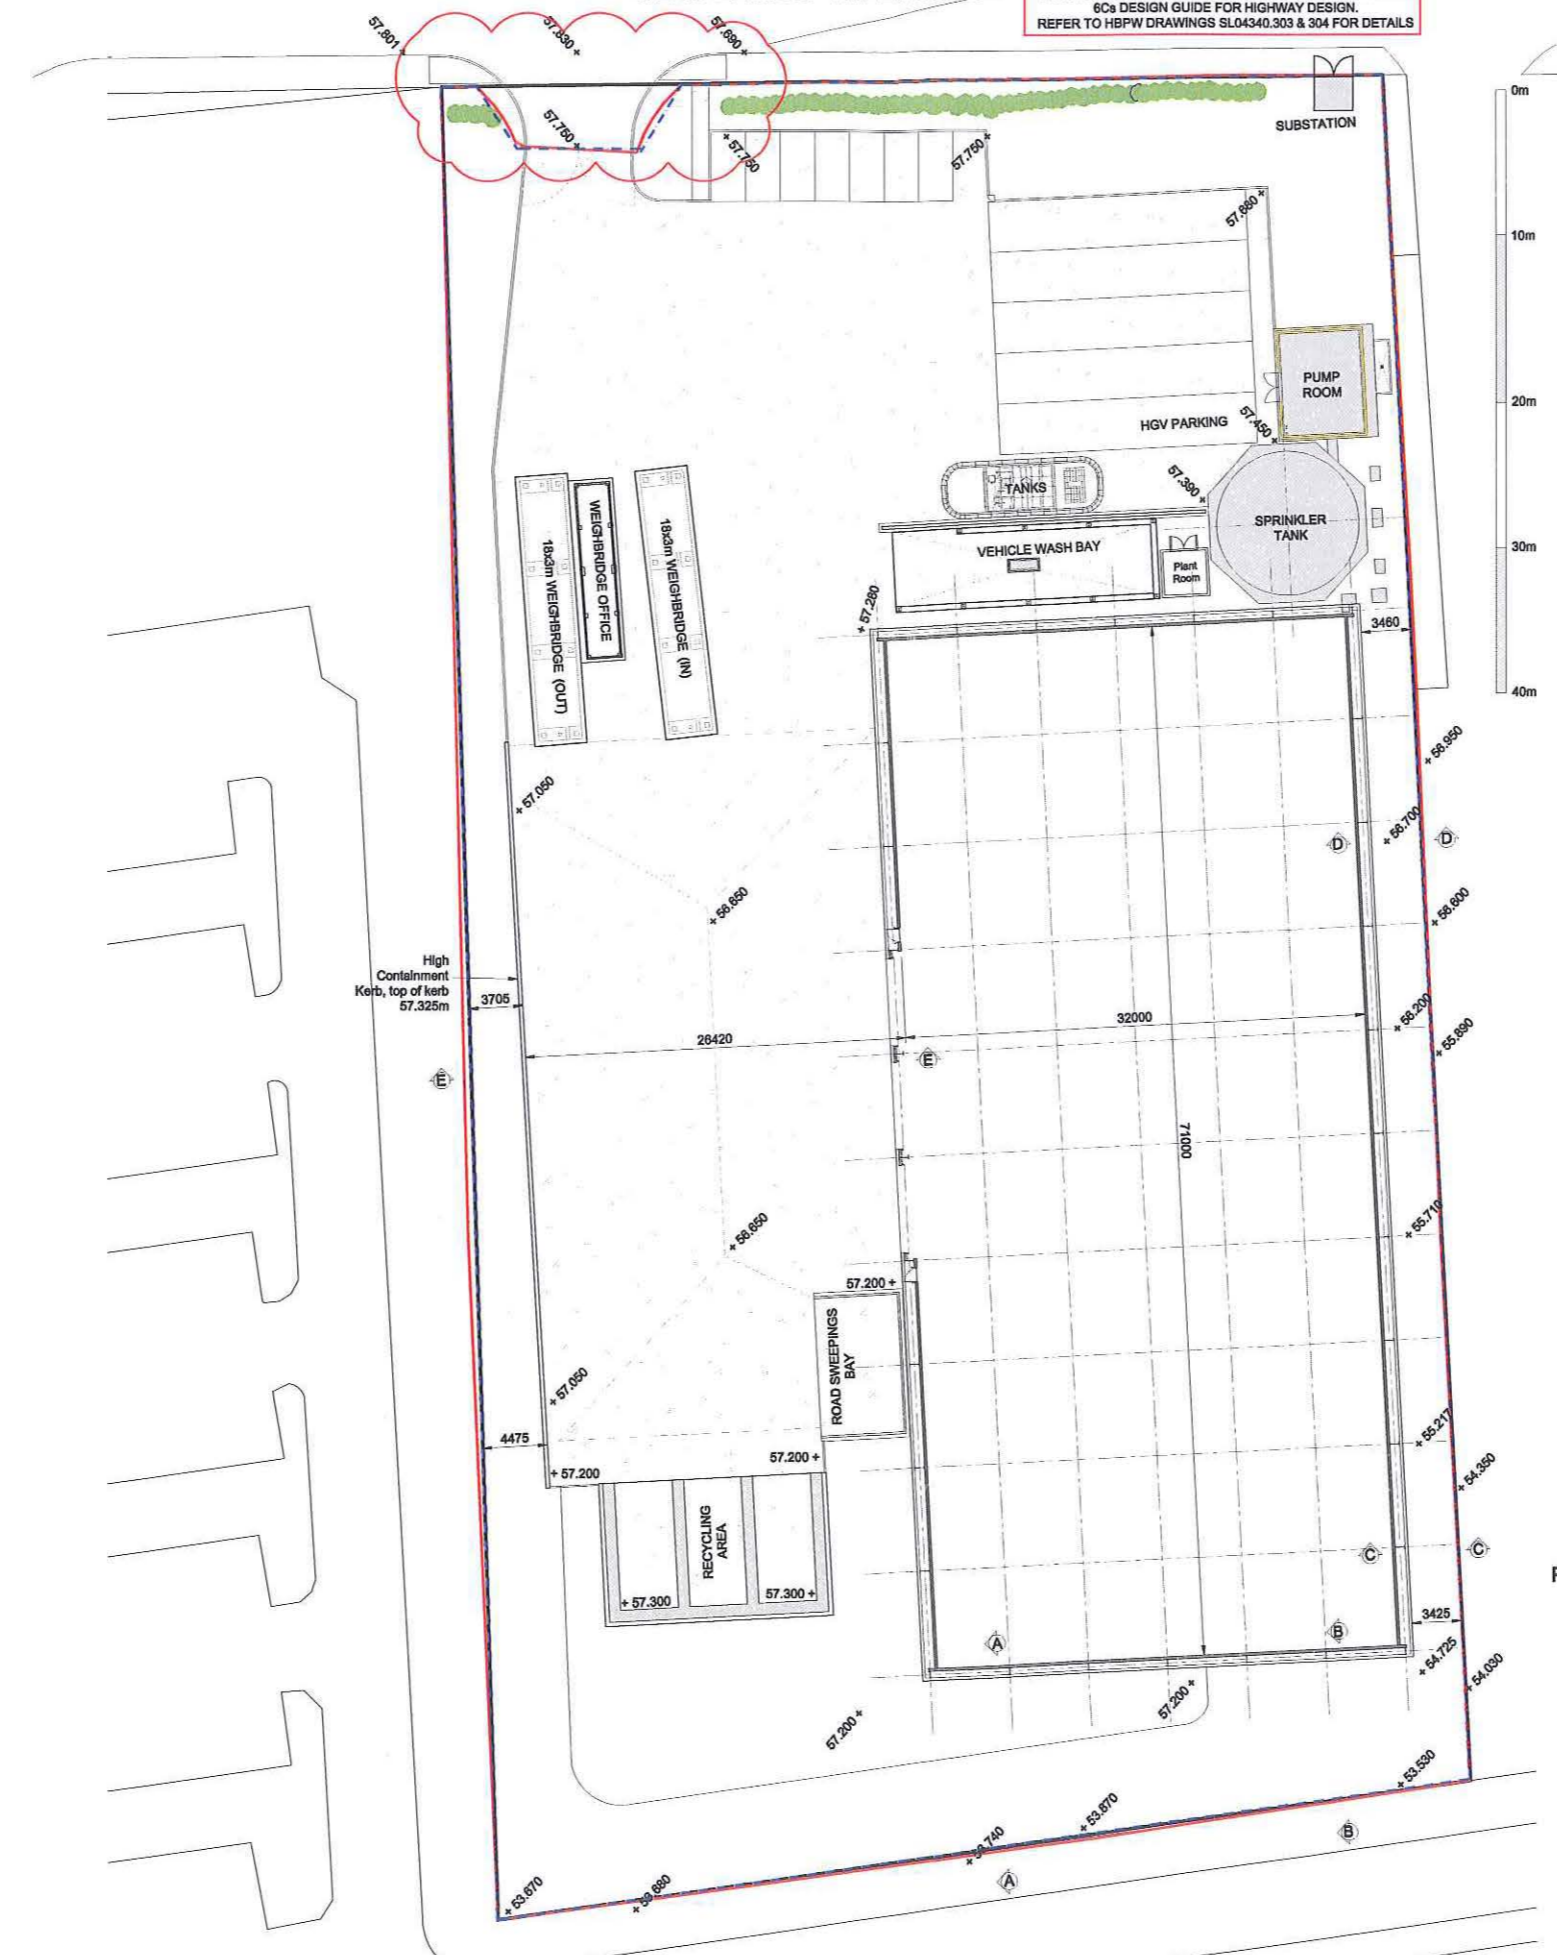 6Cs DESIGN GUIDE FOR HIGHWAY DESIGN.
REFER TO HBPW DRAWINGS SL04340.303 & 304 FOR DETAILS
57.801
57.830
57.690
57.750
57.750
57.750
SUBSTATION
0m
10m
20m
30m
40m
57.680
PUMP
ROOM
HGV PARKING
57.450
57.390
TANKS
SPRINKLER
TANK
VEHICLE WASH BAY
Plant
Room
18x3m WEIGHBRIDGE (OUT)
WEIGHBRIDGE OFFICE
18x3m WEIGHBRIDGE (IN)
57.280
3460
56.950
57.050
56.700
D
D
56.650
56.600
High
Containment
Kerb, top of kerb
57.325m
3705
26420
32000
56.200
55.890
E
E
71000
55.710
56.650
57.200
ROAD SWEEPINGS
BAY
57.050
4475
57.200
57.200
55.217
54.350
RECYCLING
AREA
57.300
57.300
C
C
A
B
3425
54.725
54.030
57.200
57.200
53.530
53.870
B
53.740
A
53.670
53.680